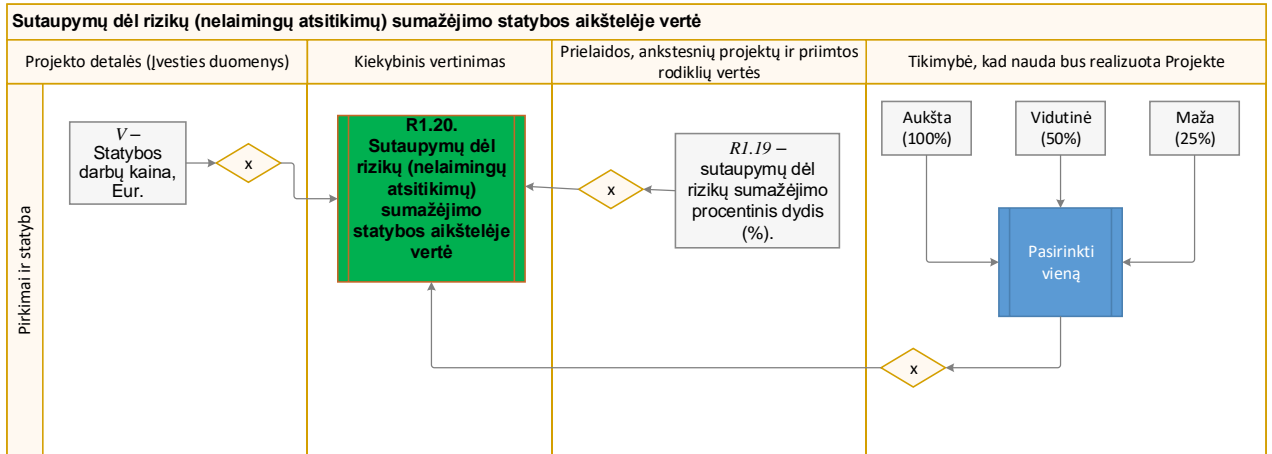 Sutaupymų dėl rizikų (nelaimingų atsitikimų) sumažėjimo statybos aikštelėje vertė
Projekto detalės (Įvesties duomenys)
Kiekybinis vertinimas
Prielaidos, ankstesnių projektų ir priimtos
rodiklių vertės
Tikimybė, kad nauda bus realizuota Projekte
Pirkimai ir statyba
V –
Statybos
darbų kaina,
Eur.
x
R1.20.
Sutaupymų dėl
rizikų (nelaimingų
atsitikimų)
sumažėjimo
statybos aikštelėje
vertė
x
R1.19 –
sutaupymų dėl
rizikų sumažėjimo
procentinis dydis
(%).
Aukšta
(100%)
Vidutinė
(50%)
Maža
(25%)
Pasirinkti
vieną
x